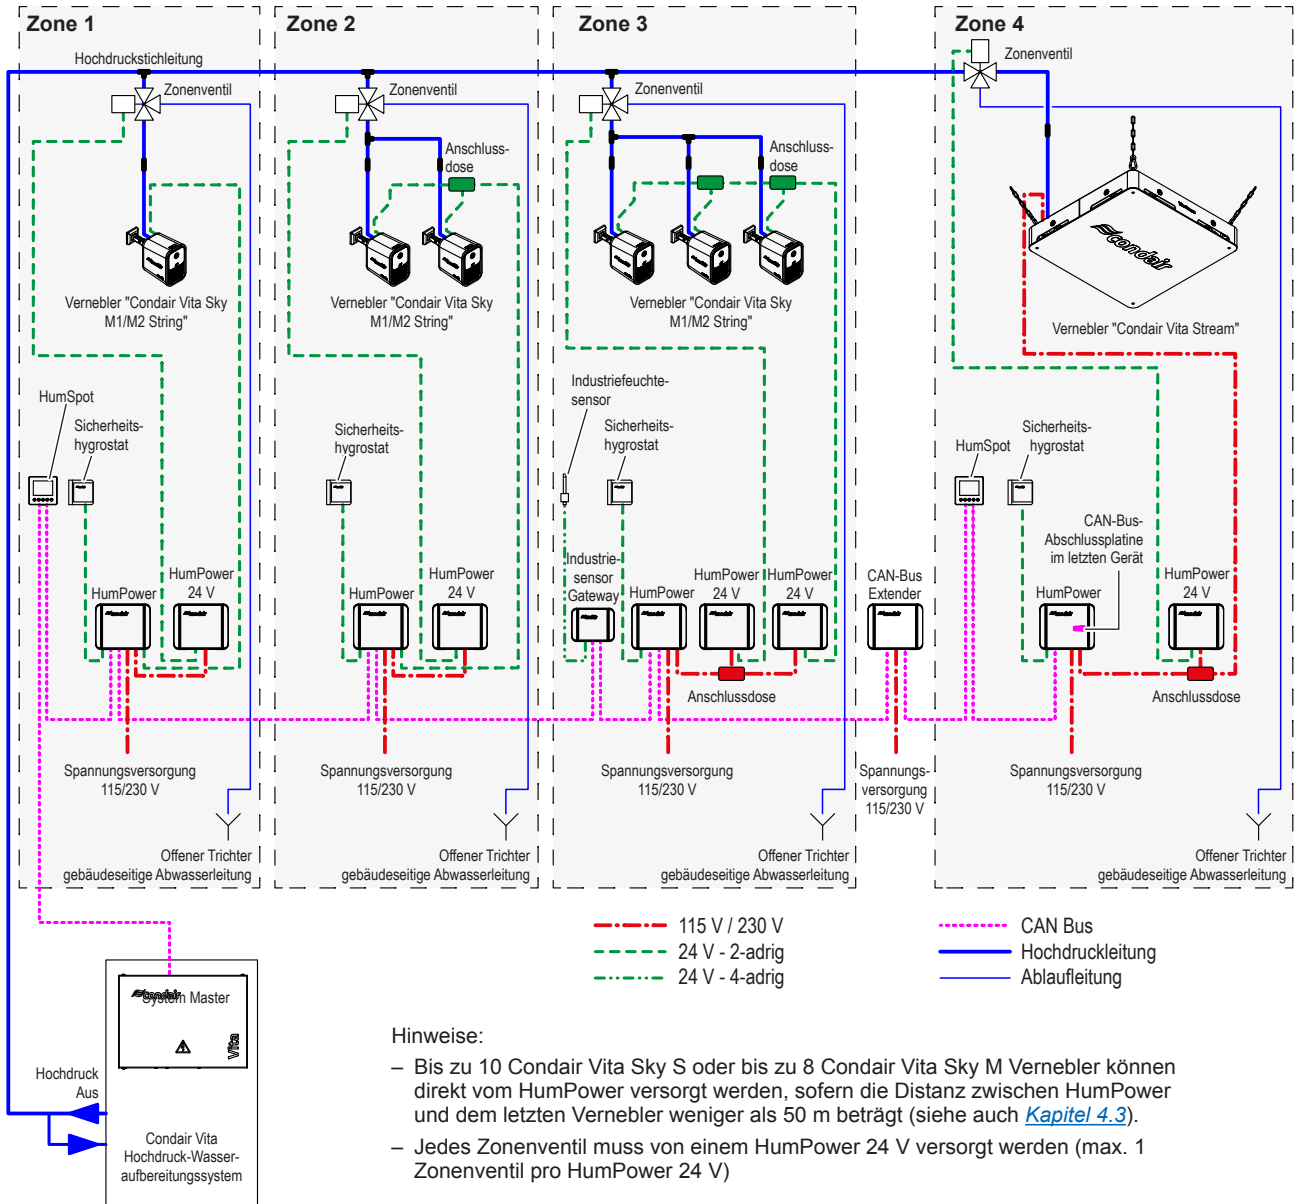 Zone 1
Zone 2
Zone 3
Zone 4
Hochdruckstichleitung
Zonenventil
Zonenventil
Zonenventil
Zonenventil
Anschluss-
dose
Anschluss-
dose
condair
Vernebler "Condair Vita Sky
M1/M2 String"
Vernebler "Condair Vita Sky
M1/M2 String"
Vernebler "Condair Vita Sky
M1/M2 String"
Vernebler "Condair Vita Stream"
HumSpot
Sicherheits-
hygrostat
Sicherheits-
hygrostat
Industriefeuchte-
sensor
Sicherheits-
hygrostat
HumSpot
Sicherheits-
hygrostat
CAN-Bus-
Abschlussplatine
im letzten Gerät
HumPower
HumPower
24 V
HumPower
HumPower
24 V
Industrie-
sensor
Gateway
HumPower
HumPower
24 V
HumPower
24 V
CAN-Bus
Extender
HumPower
HumPower
24 V
Anschlussdose
Anschlussdose
Spannungsversorgung
115/230 V
Spannungsversorgung
115/230 V
Spannungsversorgung
115/230 V
Spannungs-
versorgung
115/230 V
Spannungsversorgung
115/230 V
Offener Trichter
gebäudeseitige Abwasserleitung
Offener Trichter
gebäudeseitige Abwasserleitung
Offener Trichter
gebäudeseitige Abwasserleitung
Offener Trichter
gebäudeseitige Abwasserleitung
115 V / 230 V
24 V - 2-adrig
24 V - 4-adrig
CAN Bus
Hochdruckleitung
Ablaufleitung
condair
System Master
Vita
Hochdruck
Aus
Condair Vita
Hochdruck-Wasser-
aufbereitungssystem
Hinweise:
– Bis zu 10 Condair Vita Sky S oder bis zu 8 Condair Vita Sky M Vernebler können
direkt vom HumPower versorgt werden, sofern die Distanz zwischen HumPower
und dem letzten Vernebler weniger als 50 m beträgt (siehe auch Kapitel 4.3).
– Jedes Zonenventil muss von einem HumPower 24 V versorgt werden (max. 1
Zonenventil pro HumPower 24 V)